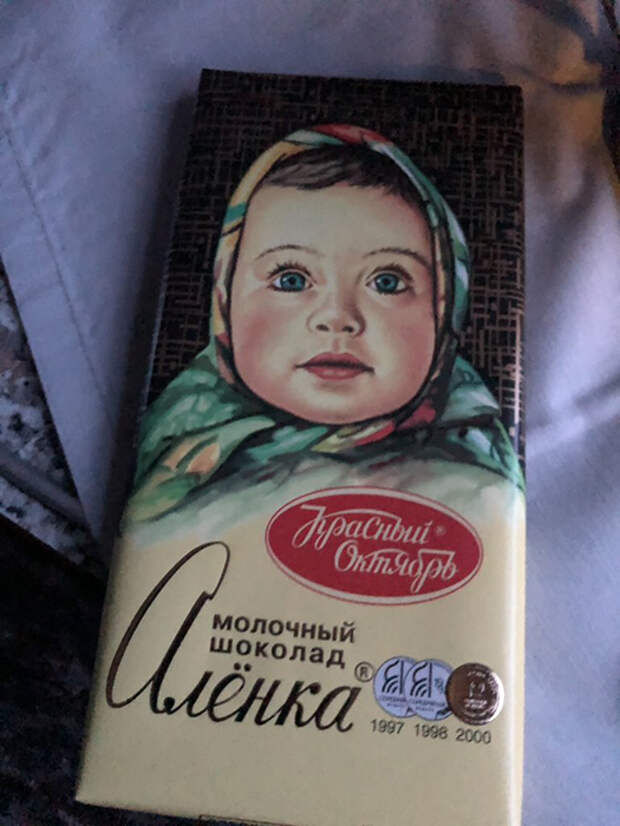 Красный®
Октябрь
МОЛОЧНЫЙ
ШОКОЛАД
Алёнка®
1997 1998 2000